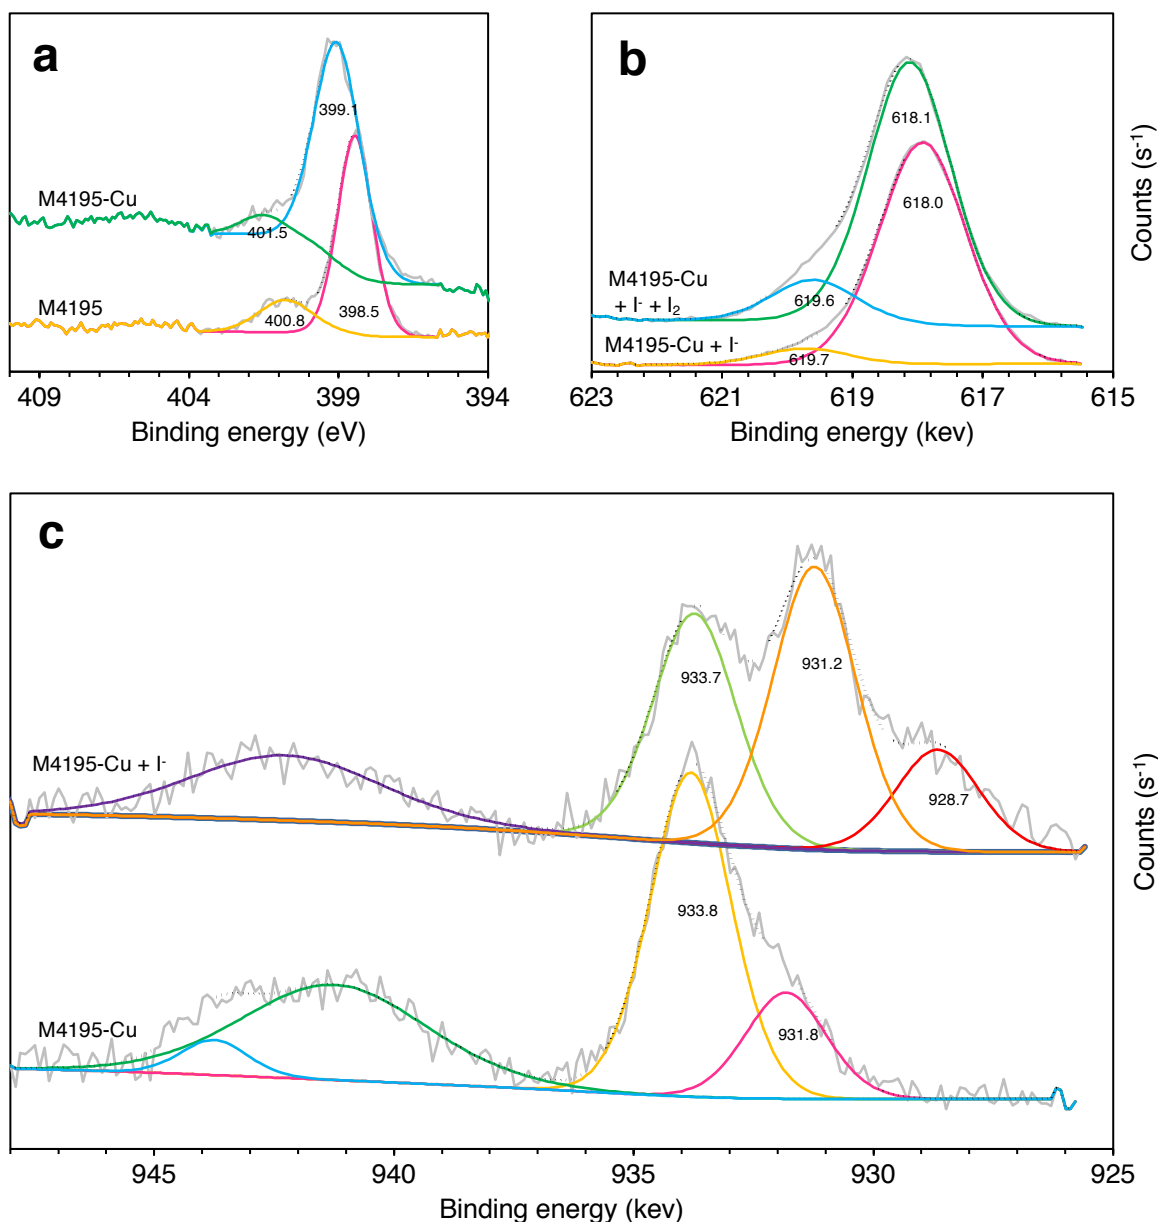 a
399.1
M4195-Cu
401.5
M4195
400.8
398.5
409
404
399
394
Binding energy (eV)
b
618.1
618.0
M4195-Cu
+ I- + I2
619.6
M4195-Cu + I-
619.7
623
621
619
617
615
Binding energy (kev)
Counts (s-1)
c
933.7
931.2
M4195-Cu + I-
928.7
933.8
M4195-Cu
931.8
945
940
935
930
925
Binding energy (kev)
Counts (s-1)